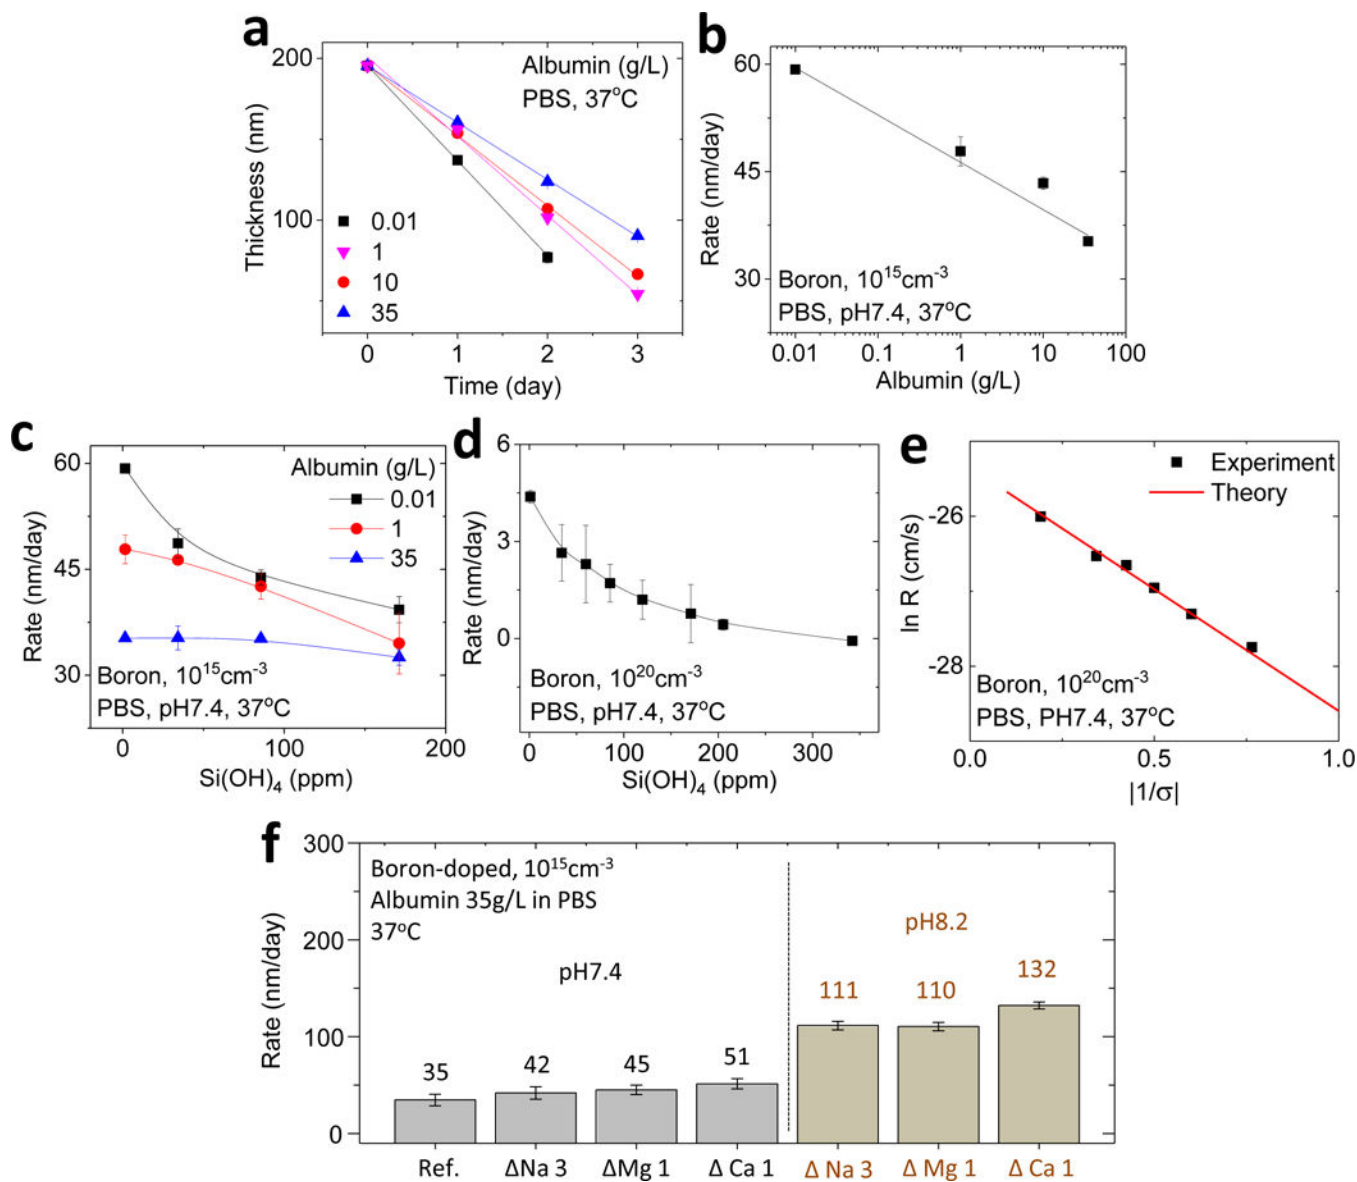 a
Albumin (g/L)
PBS, 37°C
Thickness (nm)
200
100
0.01
1
10
35
0 1 2 3
Time (day)
b
Rate (nm/day)
60
45
30
Boron, 10¹⁵cm⁻³
PBS, pH7.4, 37°C
0.01 0.1 1 10 100
Albumin (g/L)
c
Rate (nm/day)
60
45
30
Albumin (g/L)
0.01
1
35
Boron, 10¹⁵cm⁻³
PBS, pH7.4, 37°C
0 100 200
Si(OH)₄ (ppm)
d
Rate (nm/day)
6
3
0
Boron, 10²⁰cm⁻³
PBS, pH7.4, 37°C
0 100 200 300
Si(OH)₄ (ppm)
e
ln R (cm/s)
-26
-28
Experiment
Theory
Boron, 10²⁰cm⁻³
PBS, PH7.4, 37°C
0.0 0.5 1.0
|1/σ|
f
Rate (nm/day)
300
200
100
0
Boron-doped, 10¹⁵cm⁻³
Albumin 35g/L in PBS
37°C
pH7.4
pH8.2
35 42 45 51 111 110 132
Ref. ΔNa 3 ΔMg 1 Δ Ca 1 Δ Na 3 Δ Mg 1 Δ Ca 1